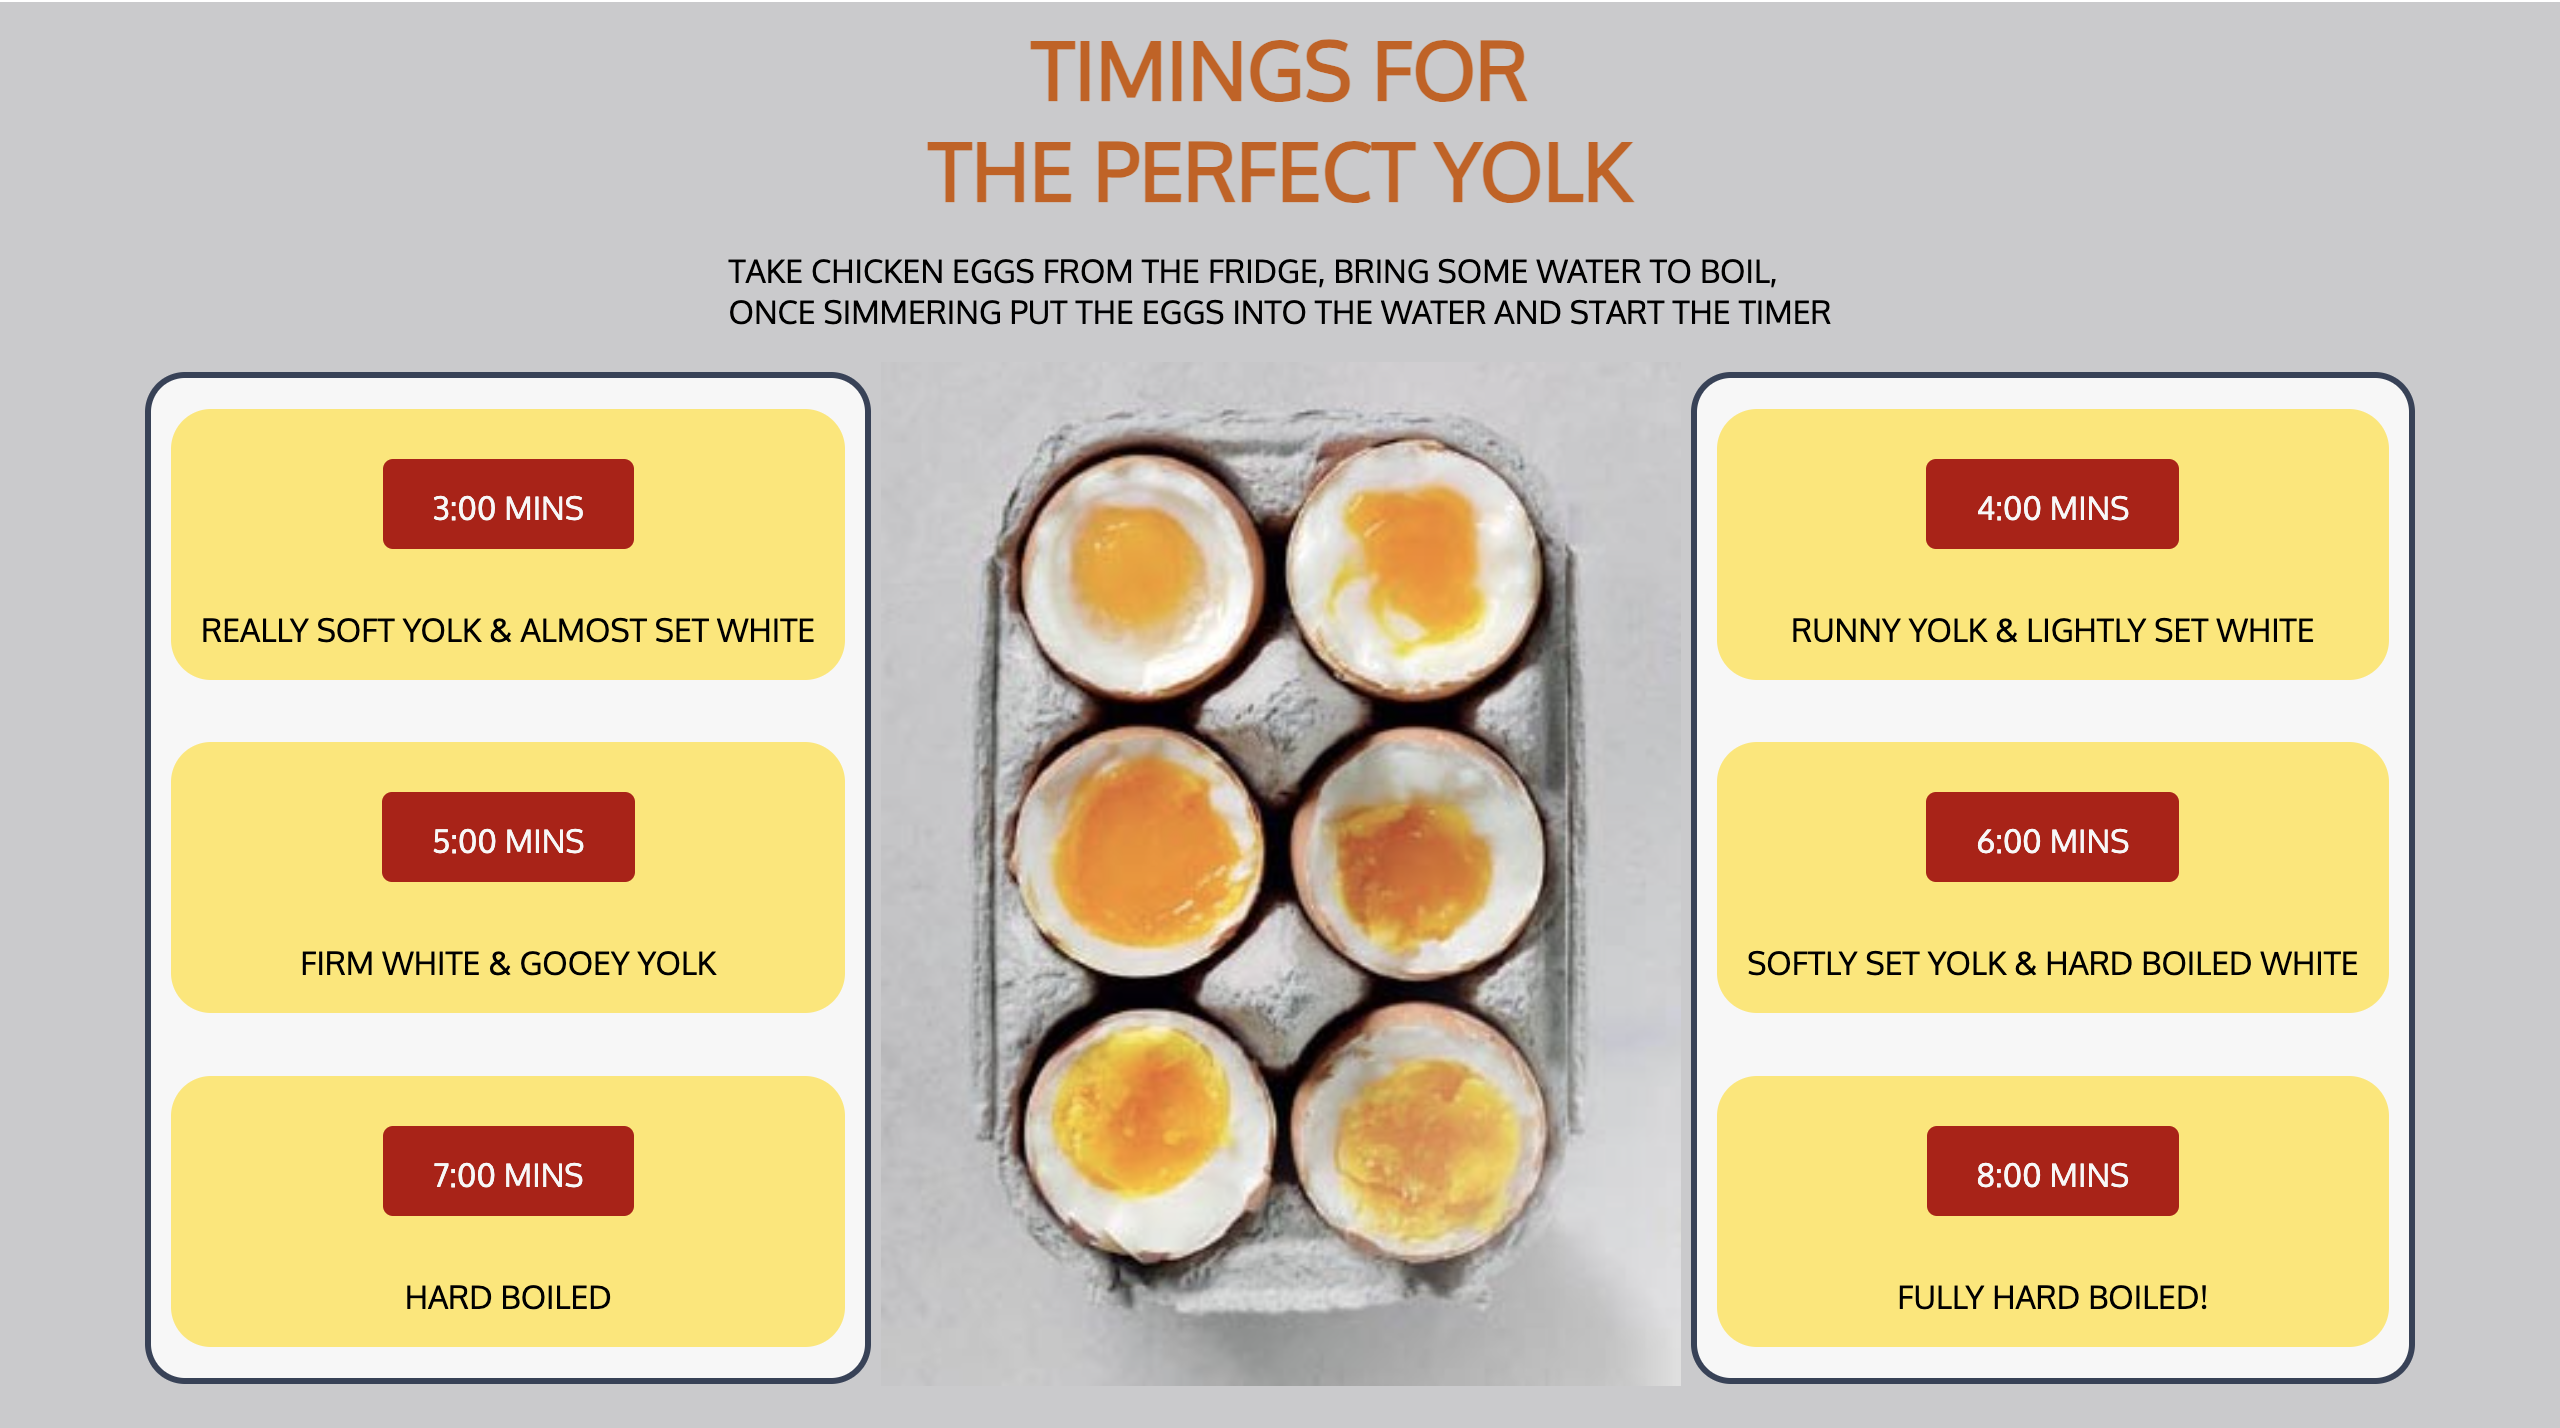 TIMINGS FOR
THE PERFECT YOLK
TAKE CHICKEN EGGS FROM THE FRIDGE, BRING SOME WATER TO BOIL,
ONCE SIMMERING PUT THE EGGS INTO THE WATER AND START THE TIMER
3:00 MINS
REALLY SOFT YOLK & ALMOST SET WHITE
4:00 MINS
RUNNY YOLK & LIGHTLY SET WHITE
5:00 MINS
FIRM WHITE & GOOEY YOLK
6:00 MINS
SOFTLY SET YOLK & HARD BOILED WHITE
7:00 MINS
HARD BOILED
8:00 MINS
FULLY HARD BOILED!